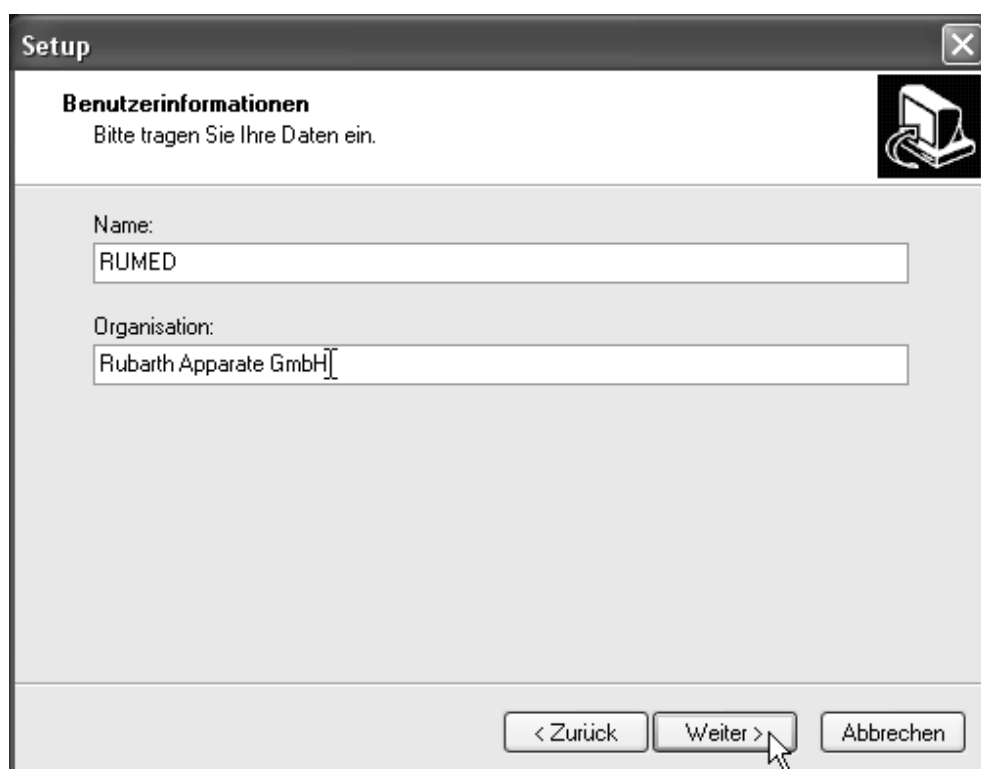 Setup
Benutzerinformationen
Bitte tragen Sie Ihre Daten ein.
Name:
RUMED
Organisation:
Rubarth Apparate GmbH
< Zurück Weiter > Abbrechen